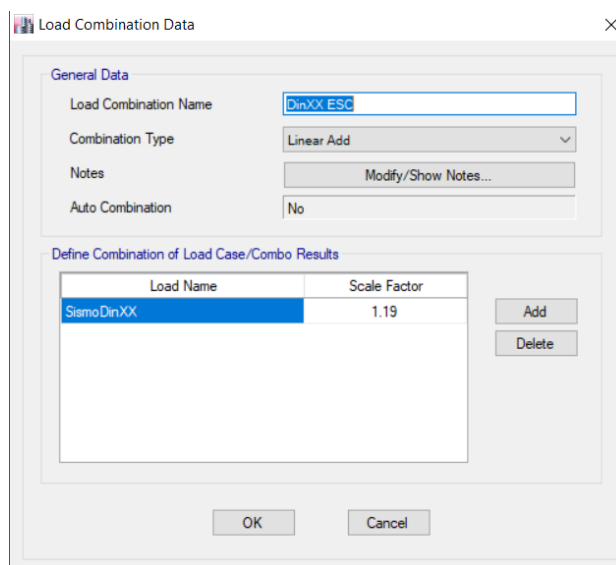 Load Combination Data
General Data
Load Combination Name
DinXX ESC
Combination Type
Linear Add
Notes
Modify/Show Notes...
Auto Combination
No
Define Combination of Load Case/Combo Results
Load Name Scale Factor
SismoDinXX 1.19
Add
Delete
OK Cancel